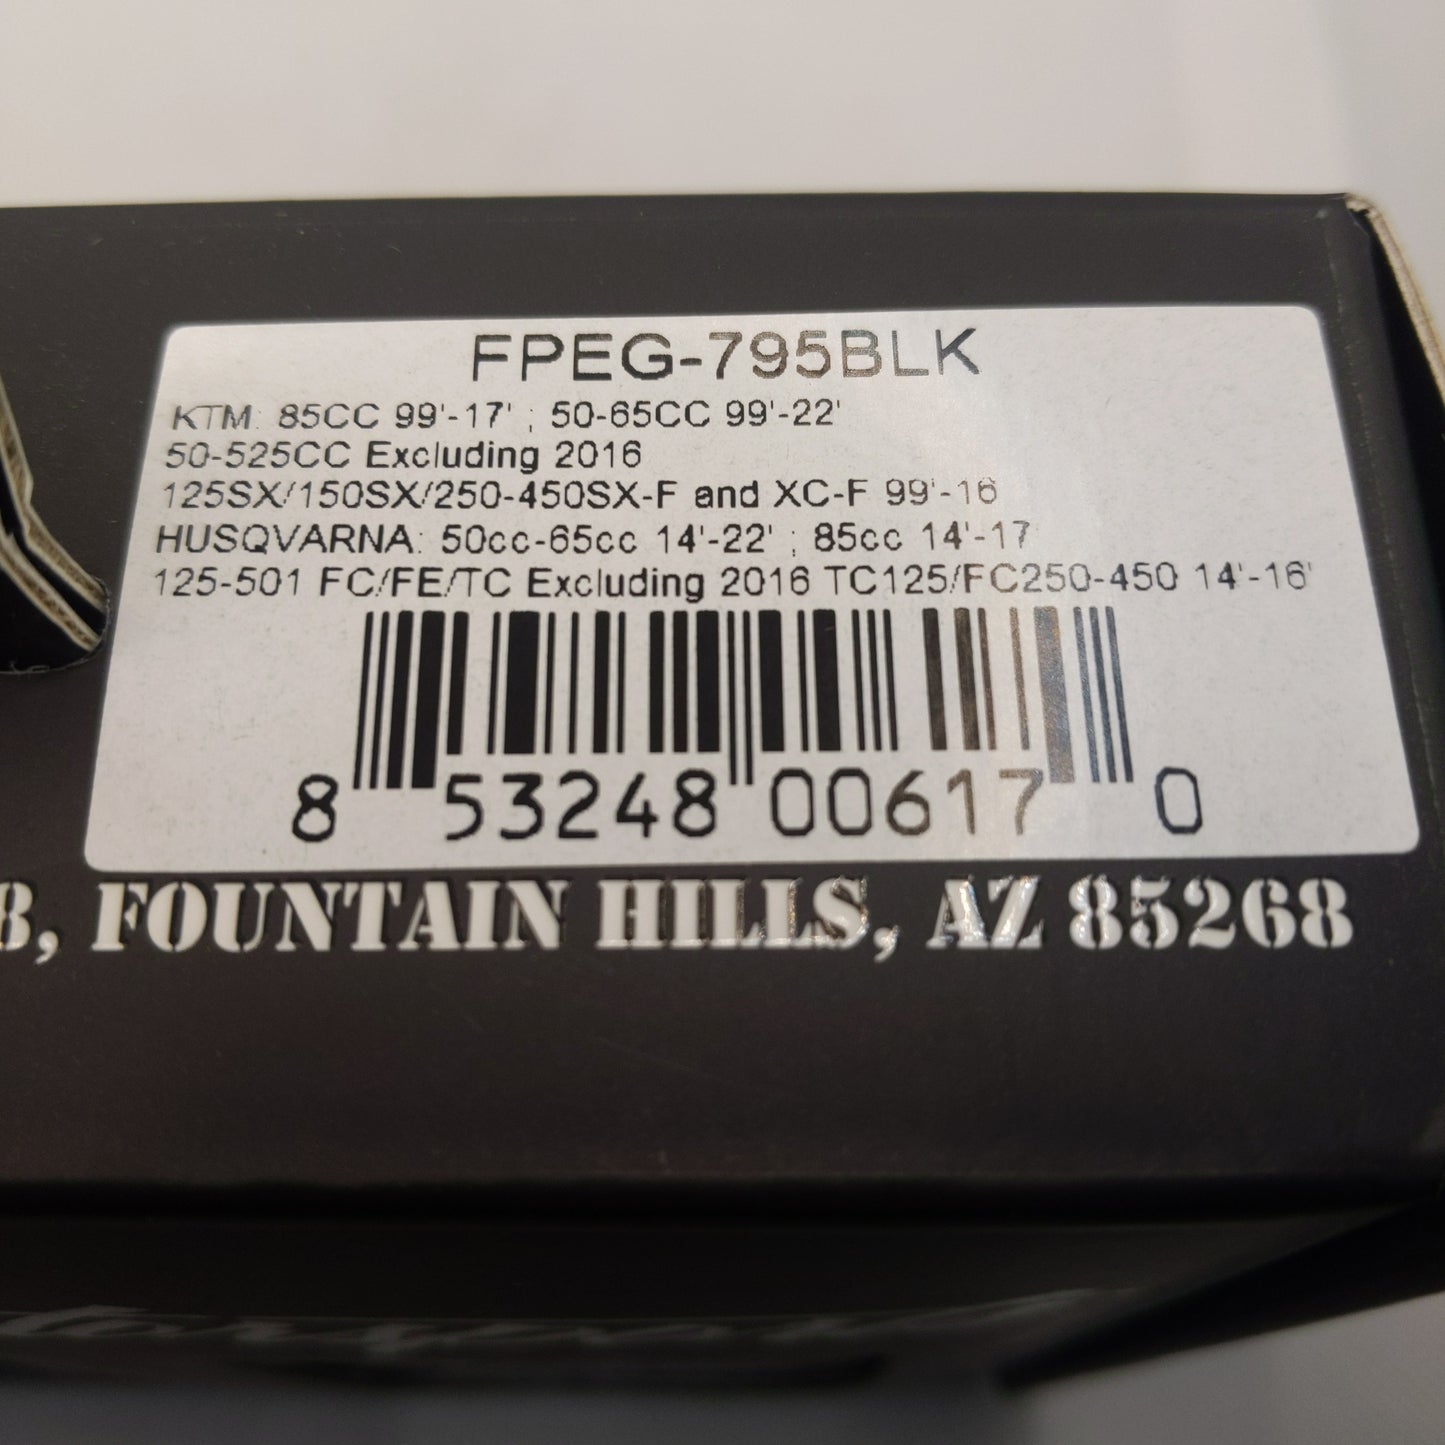 FPEG-795BLK
KTM: 85CC 99'-17' ; 50-65CC 99'-22'
50-525CC Excluding 2016
125SX/150SX/250-450SX-F and XC-F 99'-16
HUSQVARNA: 50cc-65cc 14'-22' ; 85cc 14'-17'
125-501 FC/FE/TC Excluding 2016 TC125/FC250-450 14'-16'
8 53248 00617 0
8, FOUNTAIN HILLS, AZ 85268